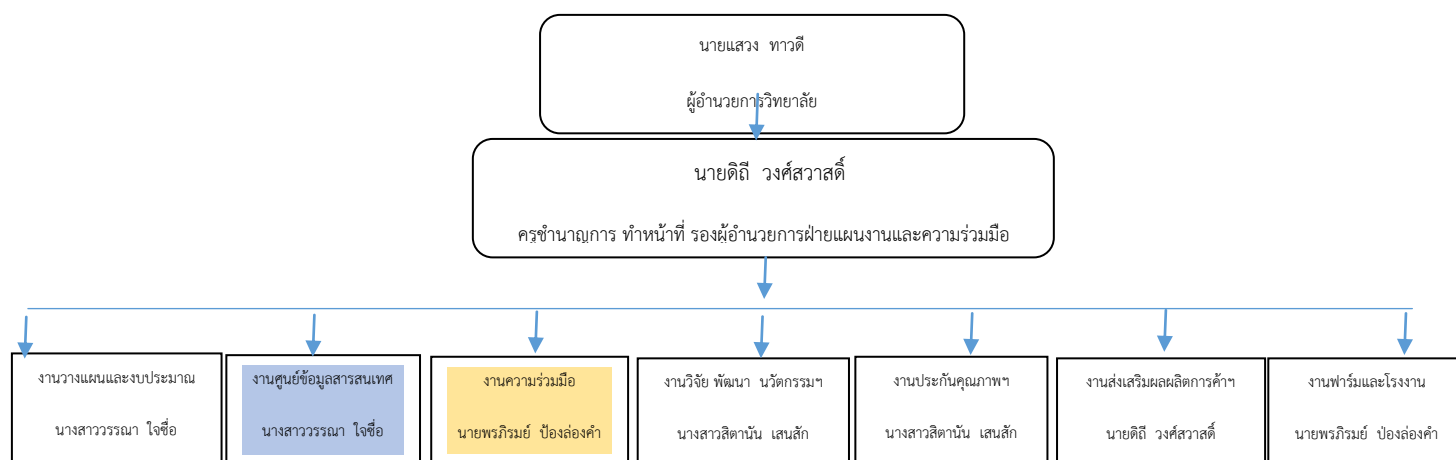 นายแสวง ทาวดี
ผู้อำนวยการวิทยาลัย
นายดิถี วงศ์สวาสดิ์
ครูชำนาญการ ทำหน้าที่ รองผู้อำนวยการฝ่ายแผนงานและความร่วมมือ
งานวางแผนและงบประมาณ
นางสาววรรณา ใจซื่อ
งานศูนย์ข้อมูลสารสนเทศ
นางสาววรรณา ใจซื่อ
งานความร่วมมือ
นายพรภิรมย์ ป้องล่องคำ
งานวิจัย พัฒนา นวัตกรรมฯ
นางสาวสิตานัน เสนสัก
งานประกันคุณภาพฯ
นางสาวสิตานัน เสนสัก
งานส่งเสริมผลผลิตการค้าฯ
นายดิถี วงศ์สวาสดิ์
งานฟาร์มและโรงงาน
นายพรภิรมย์ ป่องล่องคำ